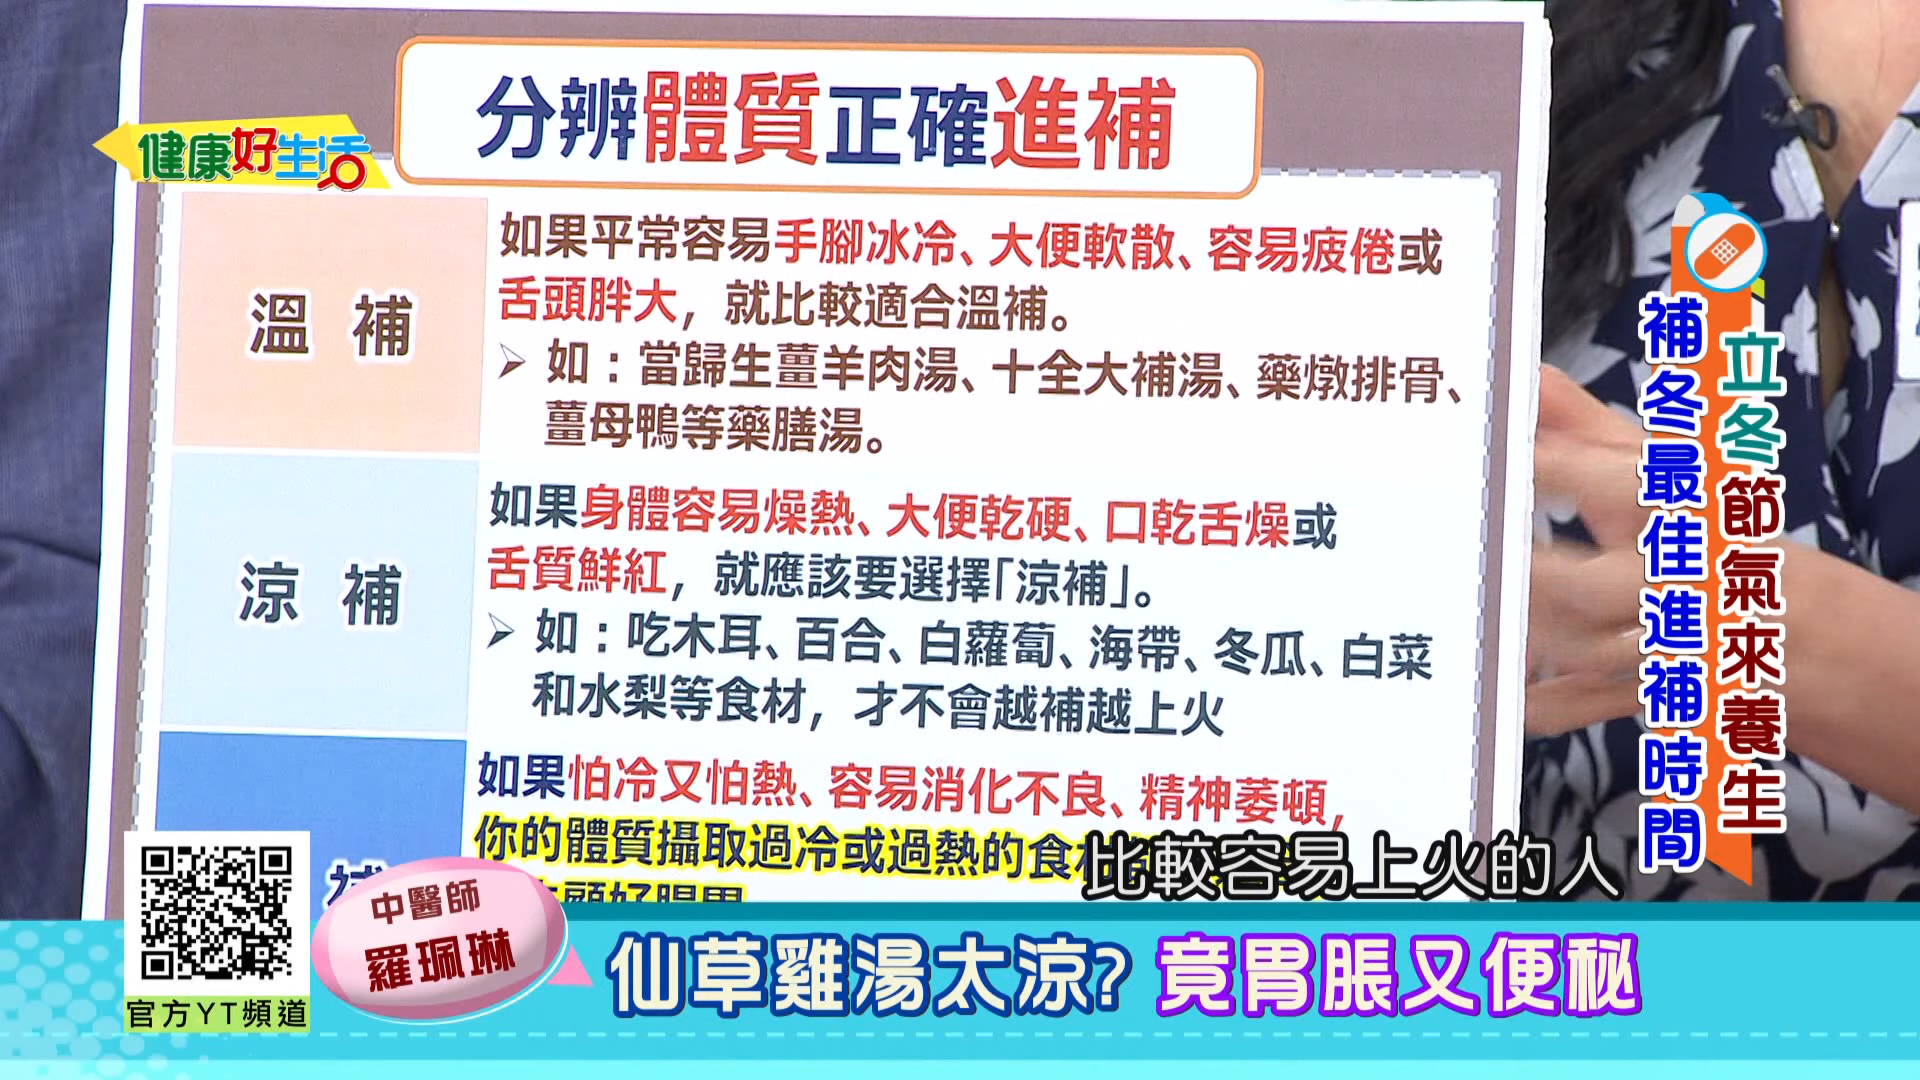 分辨體質正確進補
健康好生活
溫補
如果平常容易手腳冰冷、大便軟散、容易疲倦或
舌頭胖大，就比較適合溫補。
➢ 如：當歸生薑羊肉湯、十全大補湯、藥燉排骨、
薑母鴨等藥膳湯。
涼補
如果身體容易燥熱、大便乾硬、口乾舌燥或
舌質鮮紅，就應該要選擇「涼補」。
➢ 如：吃木耳、百合、白蘿蔔、海帶、冬瓜、白菜
和水梨等食材，才不會越補越上火
如果怕冷又怕熱、容易消化不良、精神萎頓，
你的體質攝取過冷或過熱的食材
顧好腸胃
立冬節氣來養生
補冬最佳進補時間
比較容易上火的人
中醫師
羅珮琳
仙草雞湯太涼? 竟胃脹又便秘
官方YT頻道